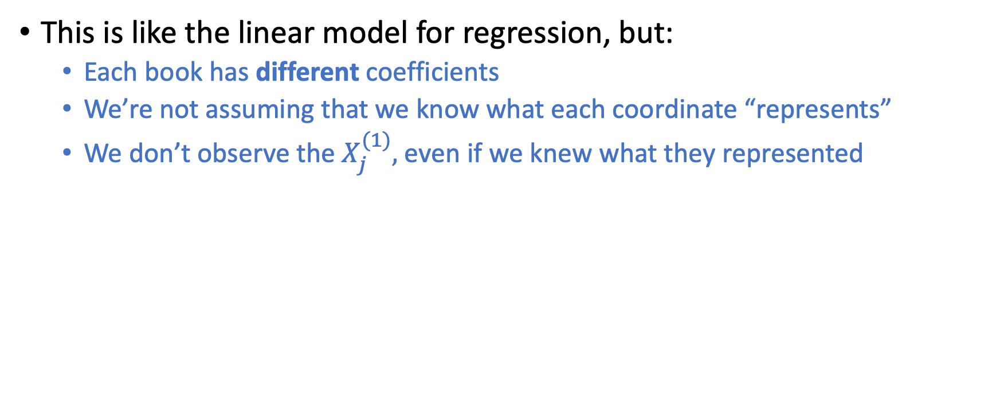 • This is like the linear model for regression, but:
• Each book has different coefficients
• We’re not assuming that we know what each coordinate “represents”
• We don’t observe the $X_j^{(1)}$, even if we knew what they represented